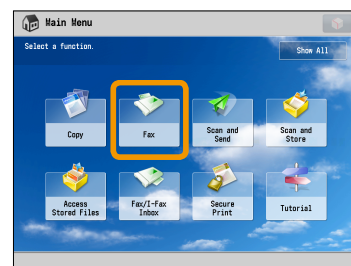 Main Menu
Select a function.
Show All
Copy
Fax
Scan and
Send
Scan and
Store
Access
Stored Files
Fax/I-Fax
Inbox
Secure
Print
Tutorial